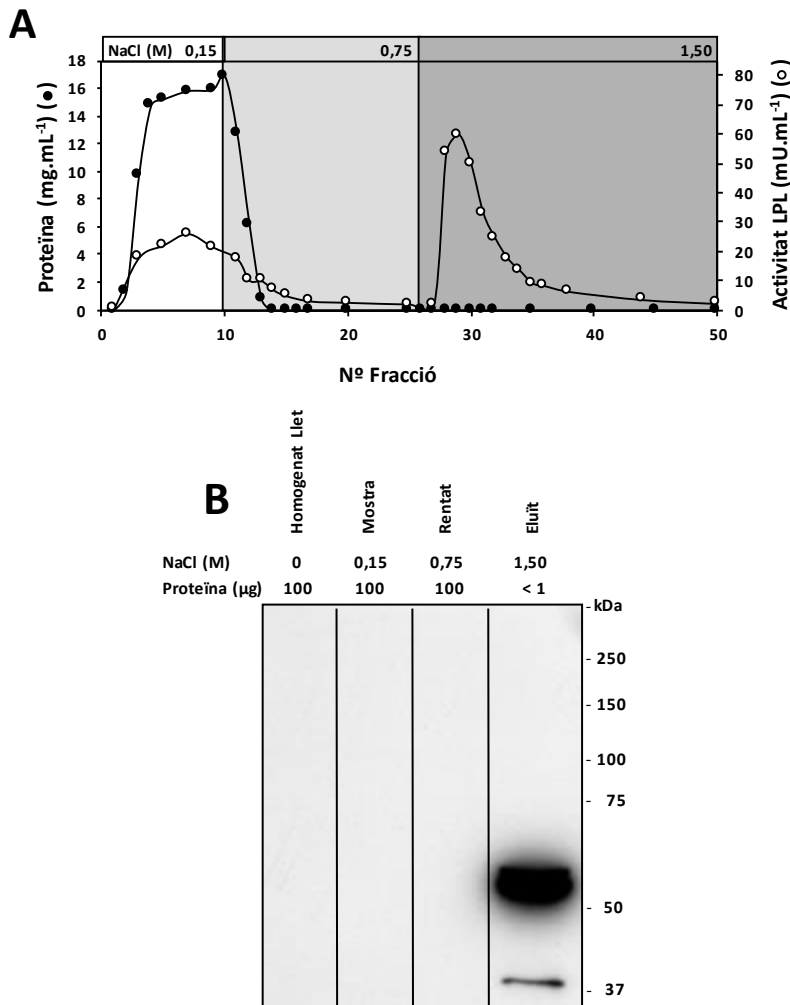 A
NaCl (M) 0,15 0,75 1,50
Proteïna (mg.mL-1) (●)
18
16
14
12
10
8
6
4
2
0
80
70
60
50
40
30
20
10
0
Activitat LPL (mU.mL-1) (○)
0 10 20 30 40 50
Nº Fracció
B
Homogenat Llet
Mostra
Rentat
Eluït
NaCl (M) 0 0,15 0,75 1,50
Proteïna (µg) 100 100 100 < 1
- kDa
- 250
- 150
- 100
- 75
- 50
- 37